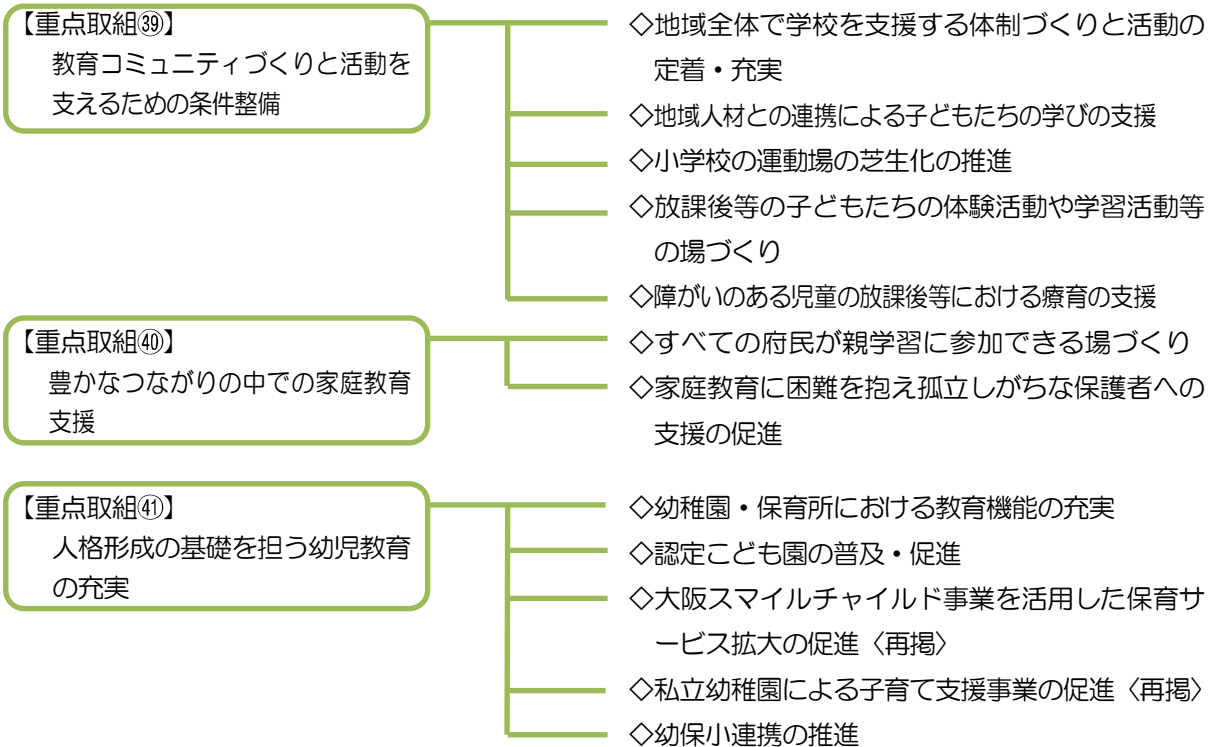 【重点取組㊴】
教育コミュニティづくりと活動を
支えるための条件整備
◇地域全体で学校を支援する体制づくりと活動の
定着・充実
◇地域人材との連携による子どもたちの学びの支援
◇小学校の運動場の芝生化の推進
◇放課後等の子どもたちの体験活動や学習活動等
の場づくり
◇障がいのある児童の放課後等における療育の支援
【重点取組㊵】
豊かなつながりの中での家庭教育
支援
◇すべての府民が親学習に参加できる場づくり
◇家庭教育に困難を抱え孤立しがちな保護者への
支援の促進
【重点取組㊶】
人格形成の基礎を担う幼児教育
の充実
◇幼稚園・保育所における教育機能の充実
◇認定こども園の普及・促進
◇大阪スマイルチャイルド事業を活用した保育サ
ービス拡大の促進〈再掲〉
◇私立幼稚園による子育て支援事業の促進〈再掲〉
◇幼保小連携の推進